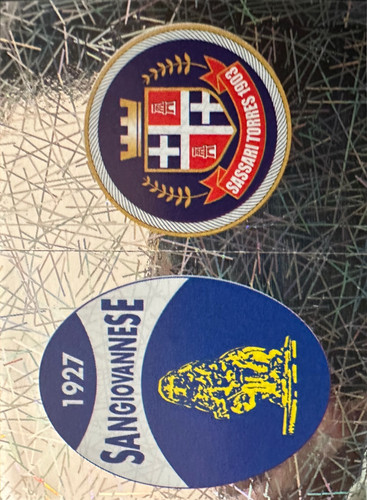 SASSARI TORRES 1903
1927
SANGIOVANNESE